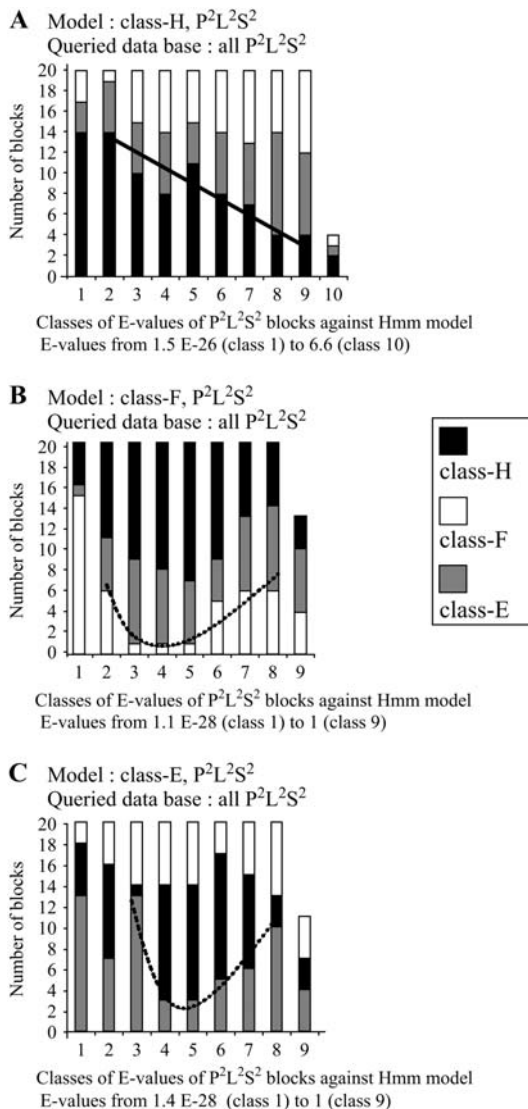 A Model : class-H, P²L²S²
Queried data base : all P²L²S²
Number of blocks
20
18
16
14
12
10
8
6
4
2
0
1 2 3 4 5 6 7 8 9 10
Classes of E-values of P²L²S² blocks against Hmm model
E-values from 1.5 E-26 (class 1) to 6.6 (class 10)
B Model : class-F, P²L²S²
Queried data base : all P²L²S²
Number of blocks
20
18
16
14
12
10
8
6
4
2
0
1 2 3 4 5 6 7 8 9
Classes of E-values of P²L²S² blocks against Hmm model
E-values from 1.1 E-28 (class 1) to 1 (class 9)
class-H
class-F
class-E
C Model : class-E, P²L²S²
Queried data base : all P²L²S²
Number of blocks
20
18
16
14
12
10
8
6
4
2
0
1 2 3 4 5 6 7 8 9
Classes of E-values of P²L²S² blocks against Hmm model
E-values from 1.4 E-28 (class 1) to 1 (class 9)